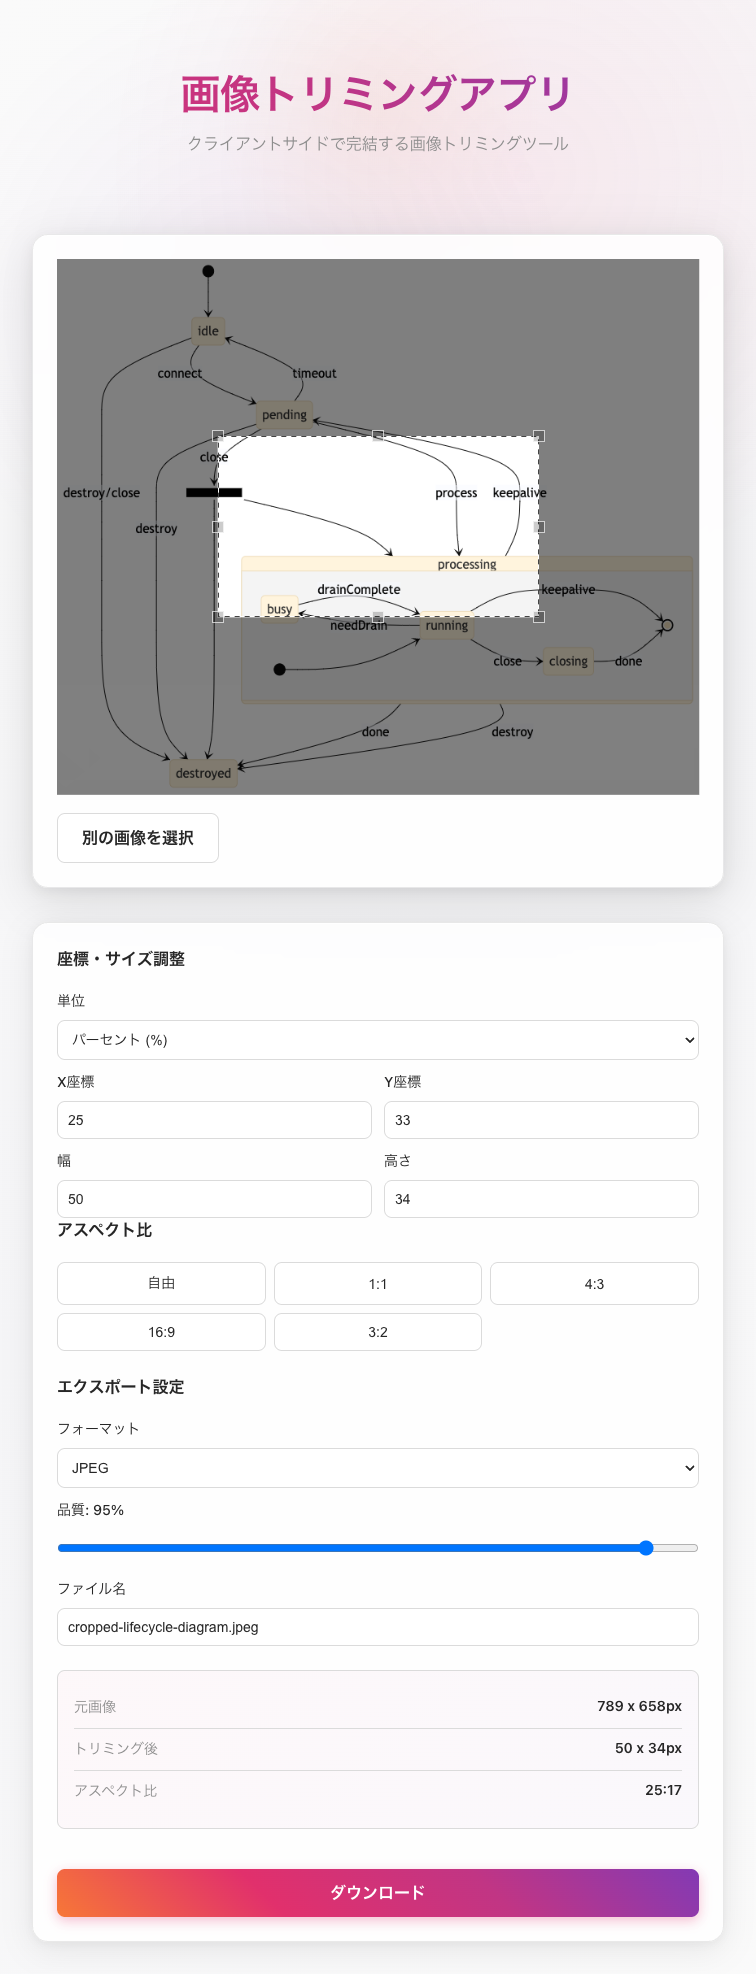 画像トリミングアプリ
クライアントサイドで完結する画像トリミングツール
idle
connect
timeout
pending
close
destroy/close
process
keepalive
destroy
processing
drainComplete
keepalive
busy
needDrain
running
close
closing
done
done
destroy
destroyed
別の画像を選択
座標・サイズ調整
単位
パーセント (%)
X座標
Y座標
25
33
幅
高さ
50
34
アスペクト比
自由
1:1
4:3
16:9
3:2
エクスポート設定
フォーマット
JPEG
品質: 95%
ファイル名
cropped-lifecycle-diagram.jpeg
元画像 789 x 658px
トリミング後 50 x 34px
アスペクト比 25:17
ダウンロード